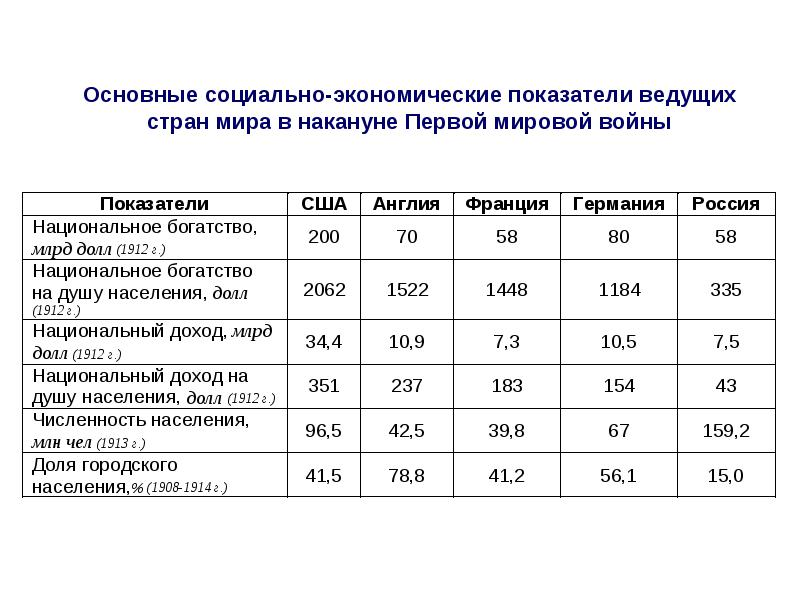 Основные социально-экономические показатели ведущих
стран мира в накануне Первой мировой войны
Показатели США Англия Франция Германия Россия
Национальное богатство,
млрд долл (1912 г.) 200 70 58 80 58
Национальное богатство
на душу населения, долл
(1912 г.) 2062 1522 1448 1184 335
Национальный доход, млрд
долл (1912 г.) 34,4 10,9 7,3 10,5 7,5
Национальный доход на
душу населения, долл (1912 г.) 351 237 183 154 43
Численность населения,
млн чел (1913 г.) 96,5 42,5 39,8 67 159,2
Доля городского
населения,% (1908-1914 г.) 41,5 78,8 41,2 56,1 15,0